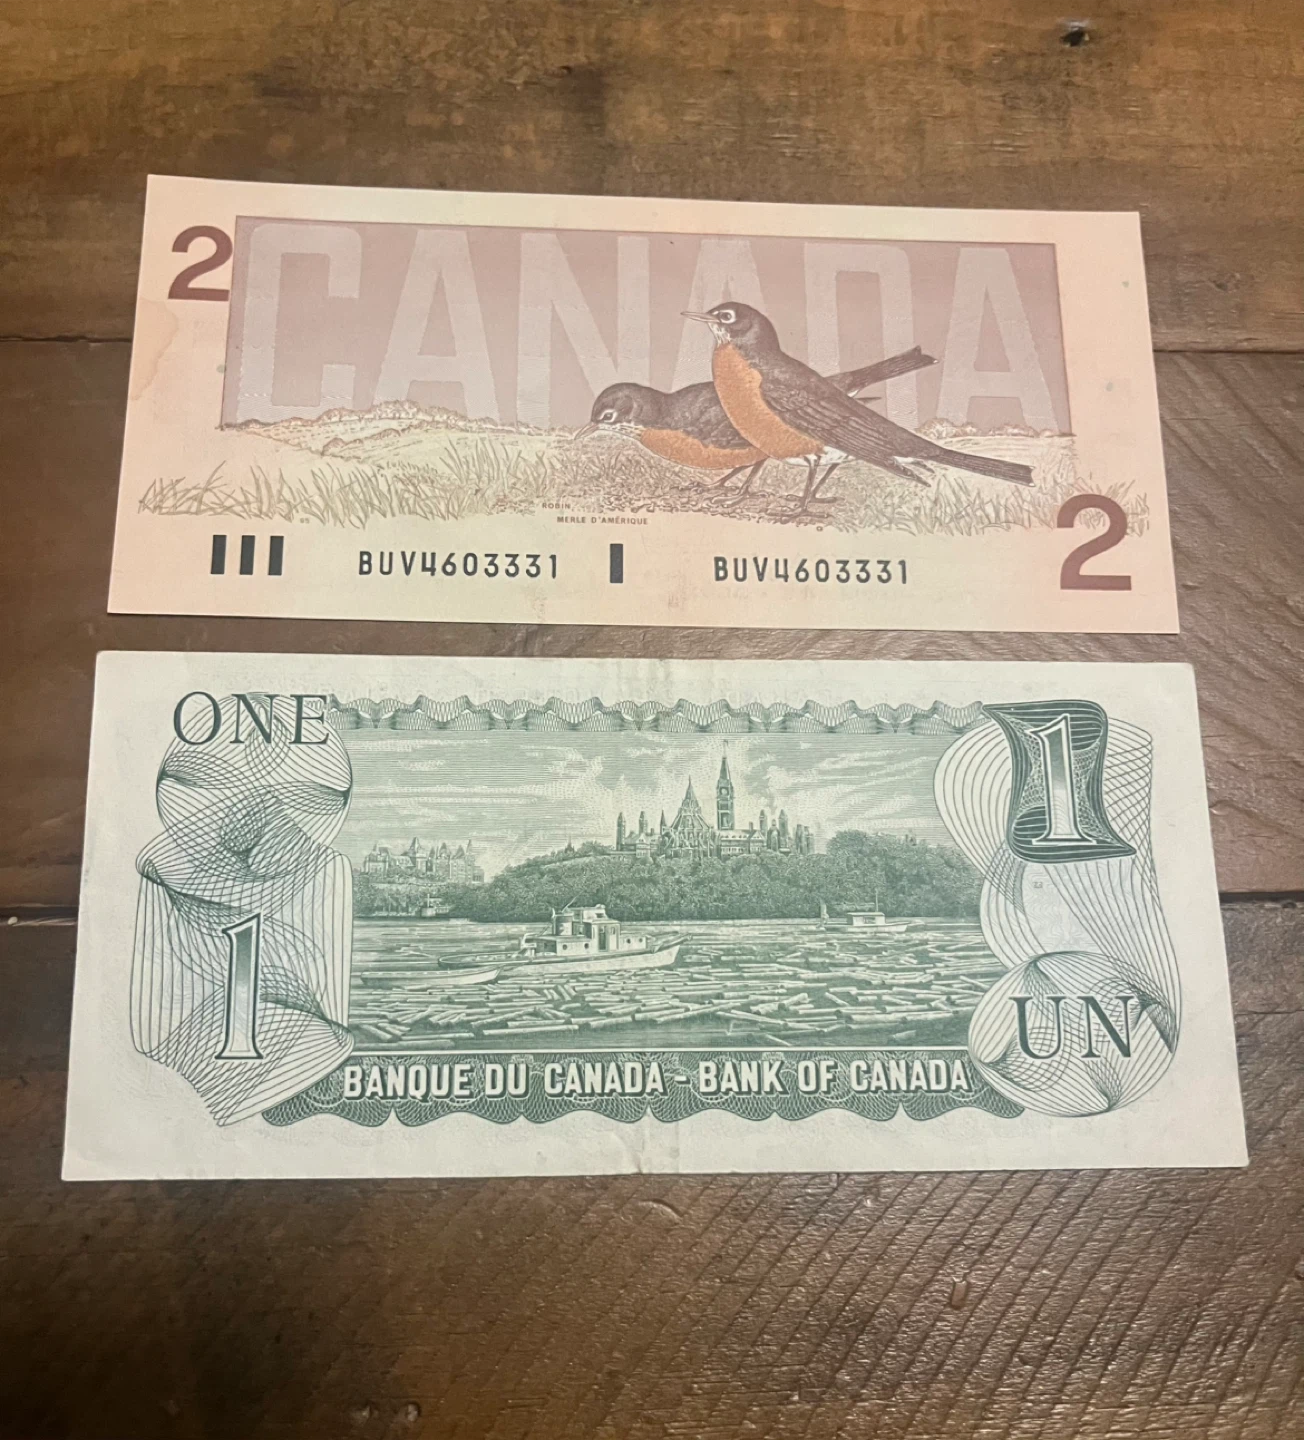 2
CANADA
ROBIN
MERLE D'AMÉRIQUE
2
BUV4603331
BUV4603331
ONE
1
1
UN
BANQUE DU CANADA - BANK OF CANADA